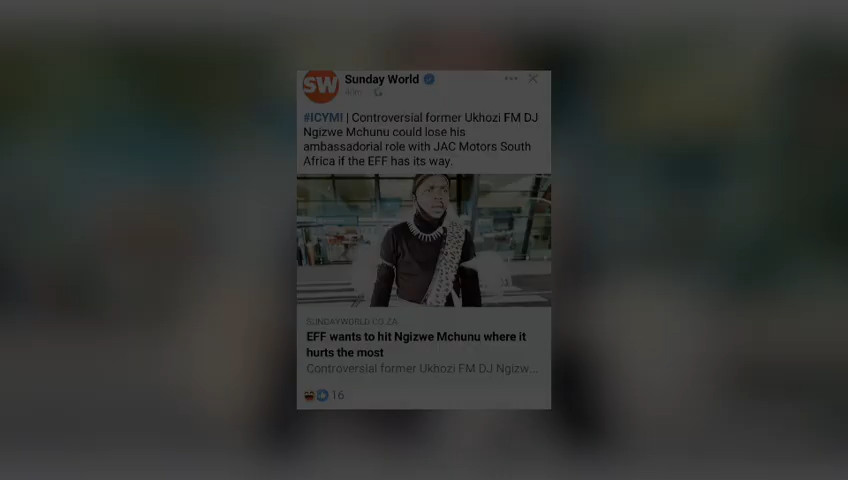 SW Sunday World
40m
#ICYMI | Controversial former Ukhozi FM DJ
Ngizwe Mchunu could lose his
ambassadorial role with JAC Motors South
Africa if the EFF has its way.
SUNDAYWORLD.CO.ZA
EFF wants to hit Ngizwe Mchunu where it
hurts the most
Controversial former Ukhozi FM DJ Ngizw...
16